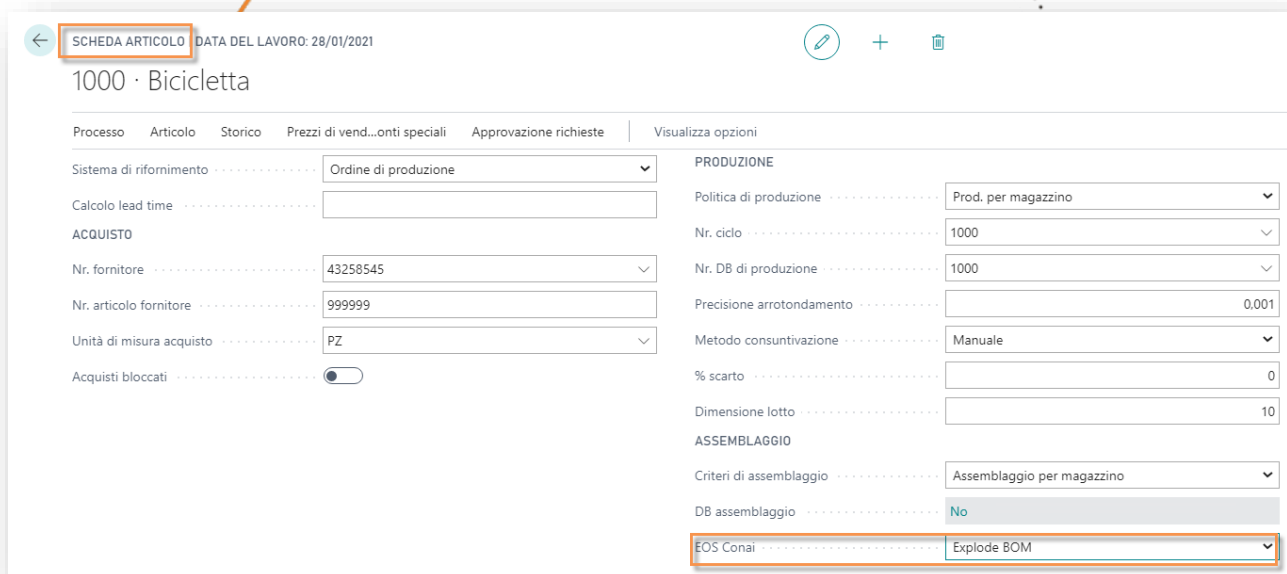 SCHEDA ARTICOLO | DATA DEL LAVORO: 28/01/2021
1000 · Bicicletta
Processo Articolo Storico Prezzi di vend...onti speciali Approvazione richieste Visualizza opzioni
Sistema di rifornimento Ordine di produzione
Calcolo lead time
ACQUISTO
Nr. fornitore 43258545
Nr. articolo fornitore 999999
Unità di misura acquisto PZ
Acquisti bloccati
PRODUZIONE
Politica di produzione Prod. per magazzino
Nr. ciclo 1000
Nr. DB di produzione 1000
Precisione arrotondamento 0,001
Metodo consuntivazione Manuale
% scarto 0
Dimensione lotto 10
ASSEMBLAGGIO
Criteri di assemblaggio Assemblaggio per magazzino
DB assemblaggio No
EOS Conai Explode BOM